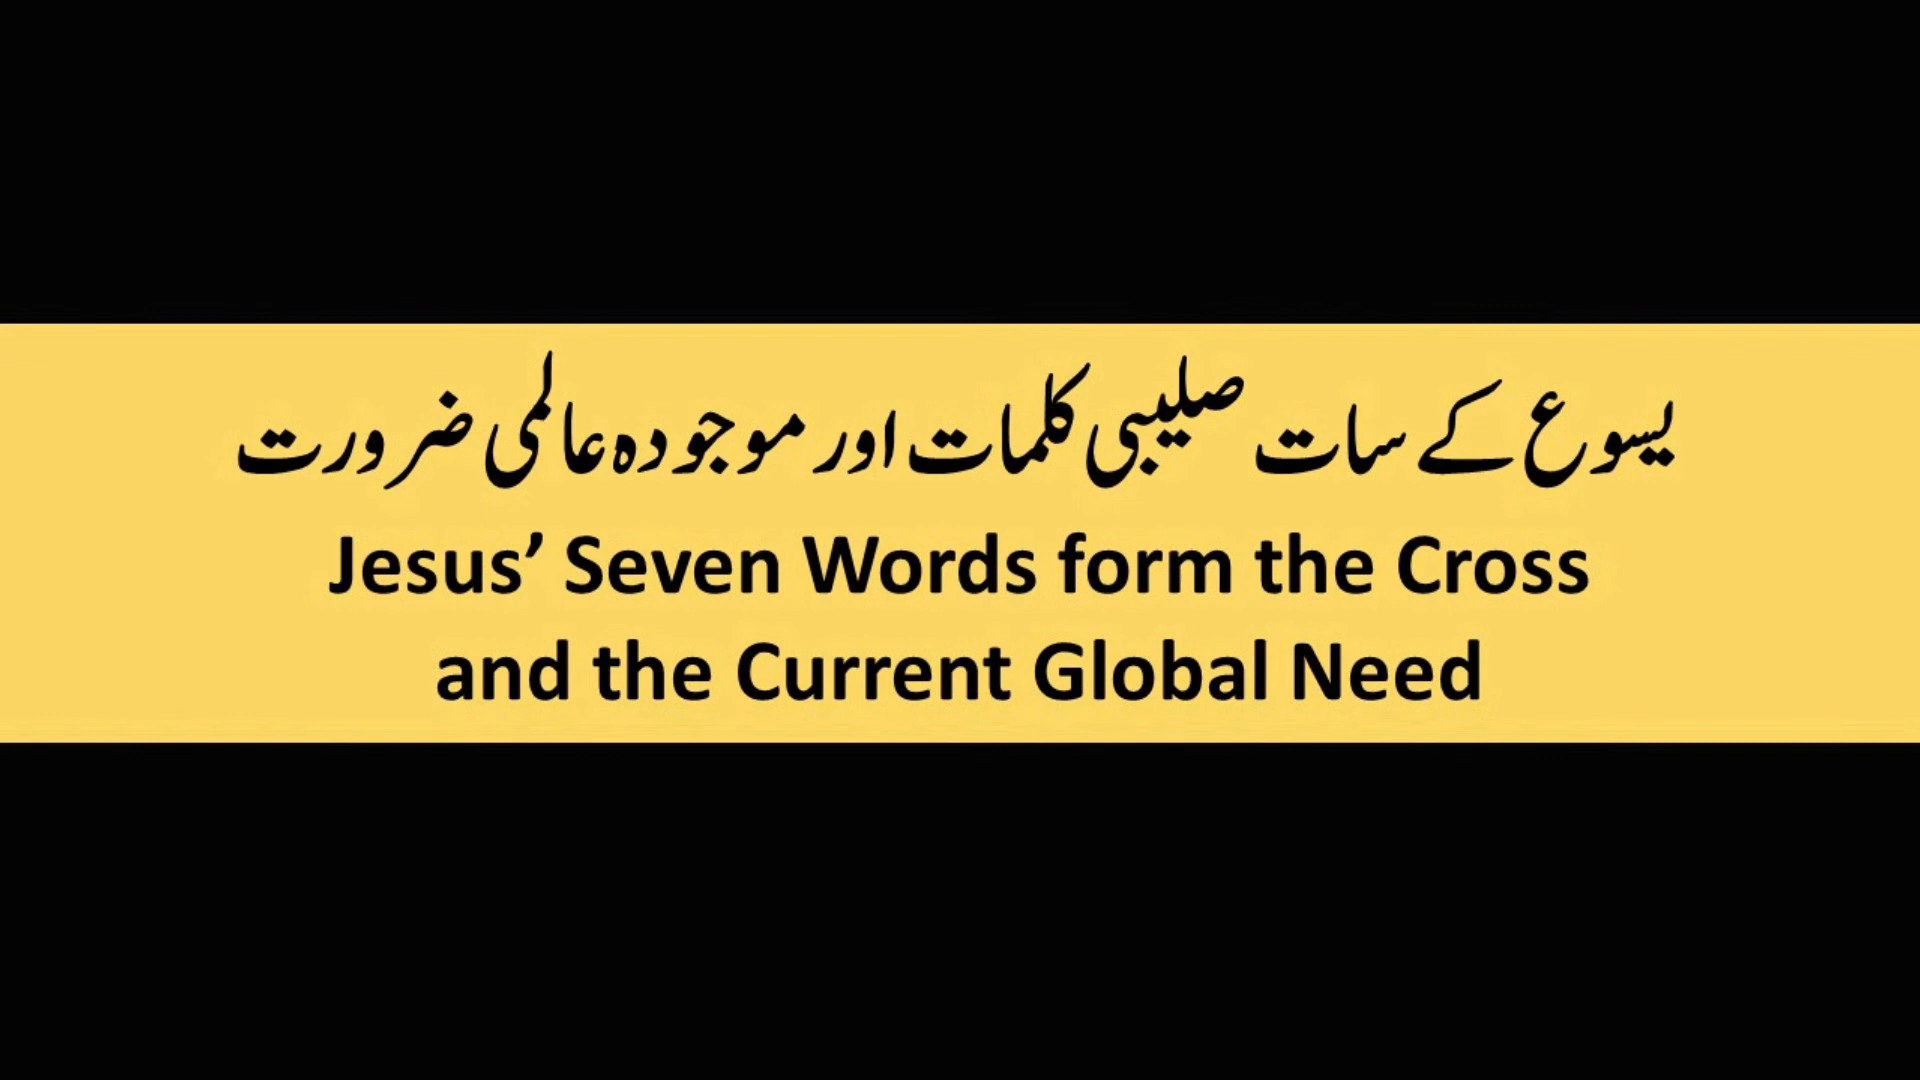 یسوع کے سات صلیبی کلمات اور موجودہ عالمی ضرورت
Jesus’ Seven Words form the Cross
and the Current Global Need